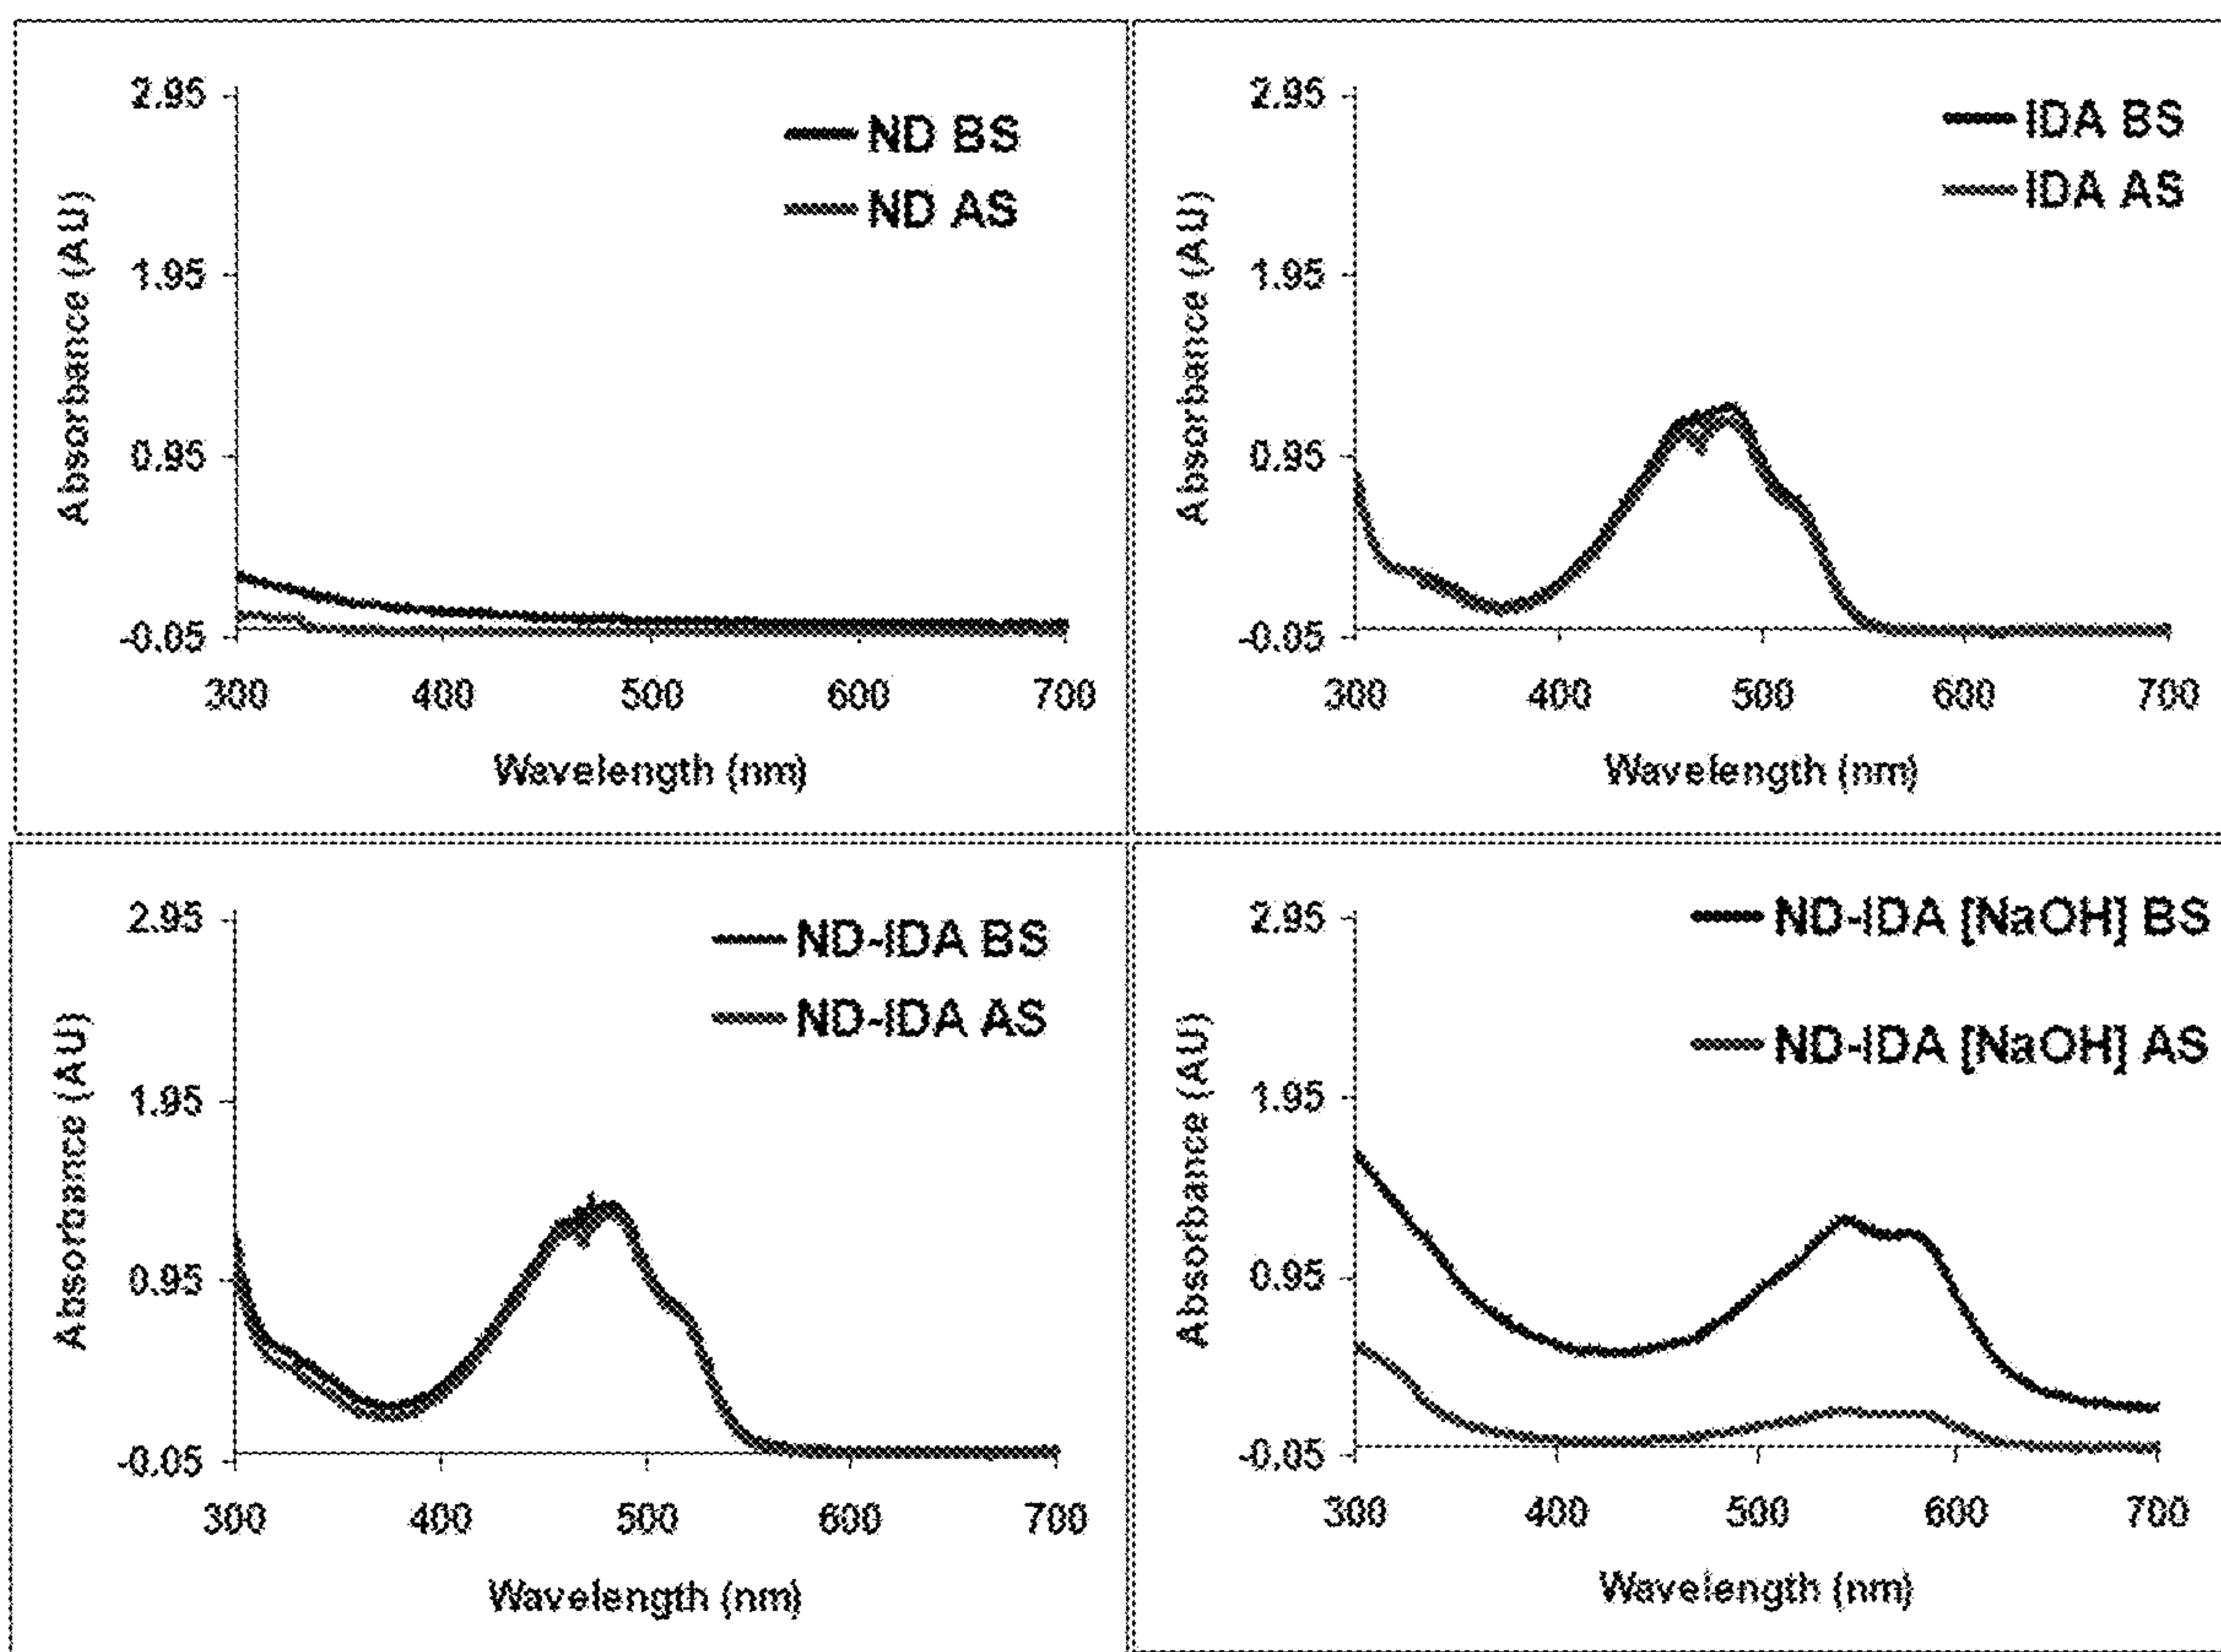 ND BS
ND AS
2.95
1.95
0.95
-0.05
300 400 500 600 700
Absorbance (AU)
Wavelength (nm)
IDA BS
IDA AS
2.95
1.95
0.95
-0.05
300 400 500 600 700
Absorbance (AU)
Wavelength (nm)
ND-IDA BS
ND-IDA AS
2.95
1.95
0.95
-0.05
300 400 500 600 700
Absorbance (AU)
Wavelength (nm)
ND-IDA [NaOH] BS
ND-IDA [NaOH] AS
2.95
1.95
0.95
-0.05
300 400 500 600 700
Absorbance (AU)
Wavelength (nm)